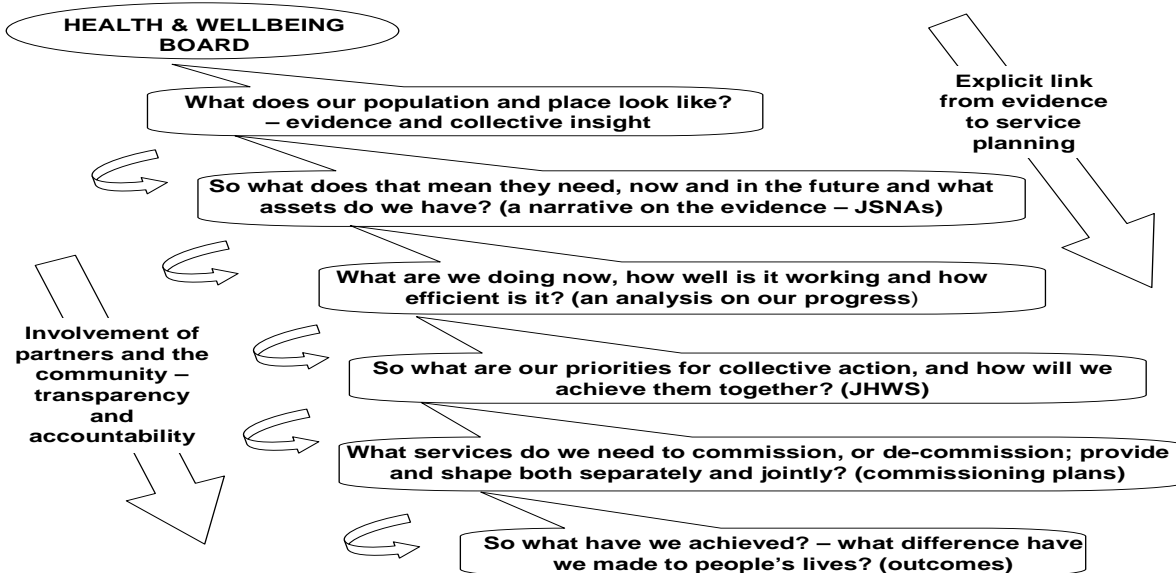 HEALTH & WELLBEING
BOARD
What does our population and place look like?
– evidence and collective insight
Explicit link
from evidence
to service
planning
So what does that mean they need, now and in the future and what
assets do we have? (a narrative on the evidence – JSNAs)
What are we doing now, how well is it working and how
efficient is it? (an analysis on our progress)
Involvement of
partners and the
community –
transparency
and
accountability
So what are our priorities for collective action, and how will we
achieve them together? (JHWS)
What services do we need to commission, or de-commission; provide
and shape both separately and jointly? (commissioning plans)
So what have we achieved? – what difference have
we made to people's lives? (outcomes)